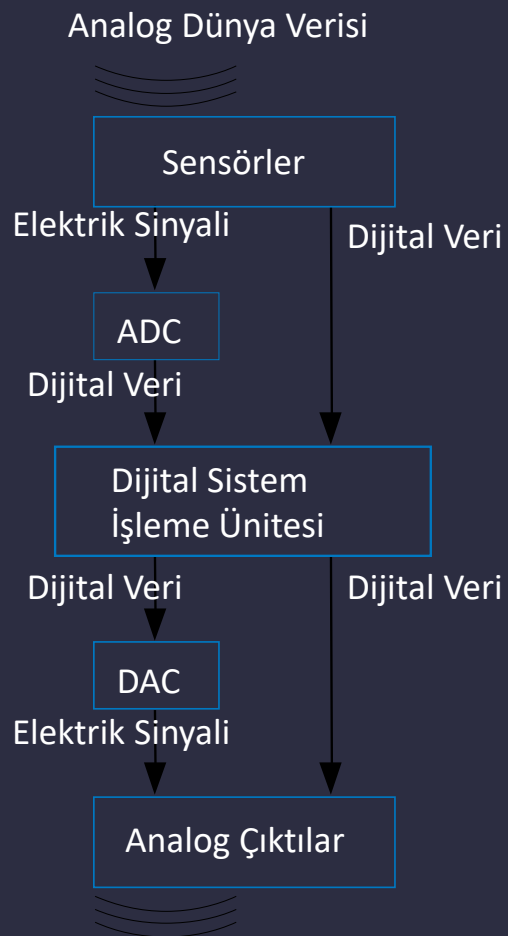 Analog Dünya Verisi
Sensörler
Elektrik Sinyali
Dijital Veri
ADC
Dijital Veri
Dijital Sistem
İşleme Ünitesi
Dijital Veri
Dijital Veri
DAC
Elektrik Sinyali
Analog Çıktılar